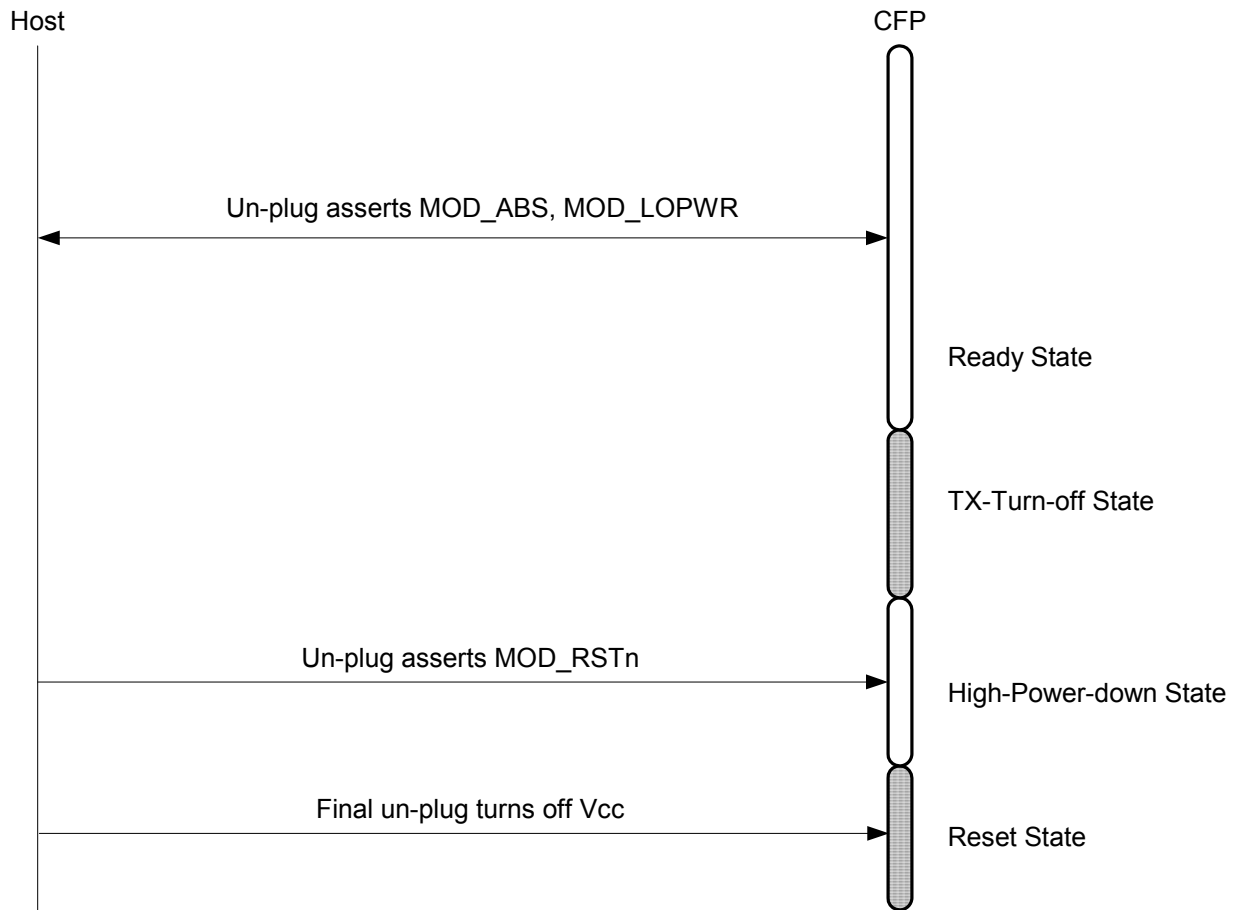 Host
CFP
Un-plug asserts MOD_ABS, MOD_LOPWR
Ready State
TX-Turn-off State
Un-plug asserts MOD_RSTn
High-Power-down State
Final un-plug turns off Vcc
Reset State